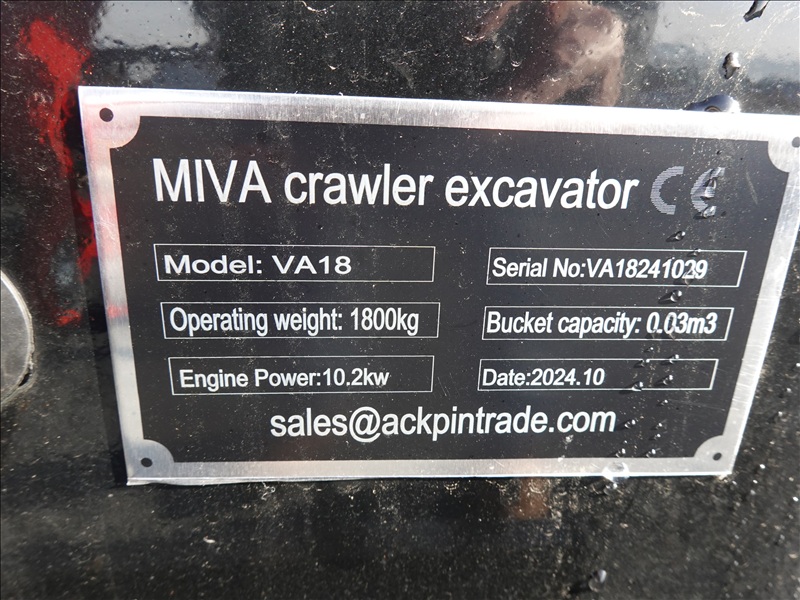 MIVA crawler excavator CE
Model: VA18
Serial No:VA18241029
Operating weight: 1800kg
Bucket capacity: 0.03m3
Engine Power:10.2kw
Date:2024.10
sales@ackpintrade.com